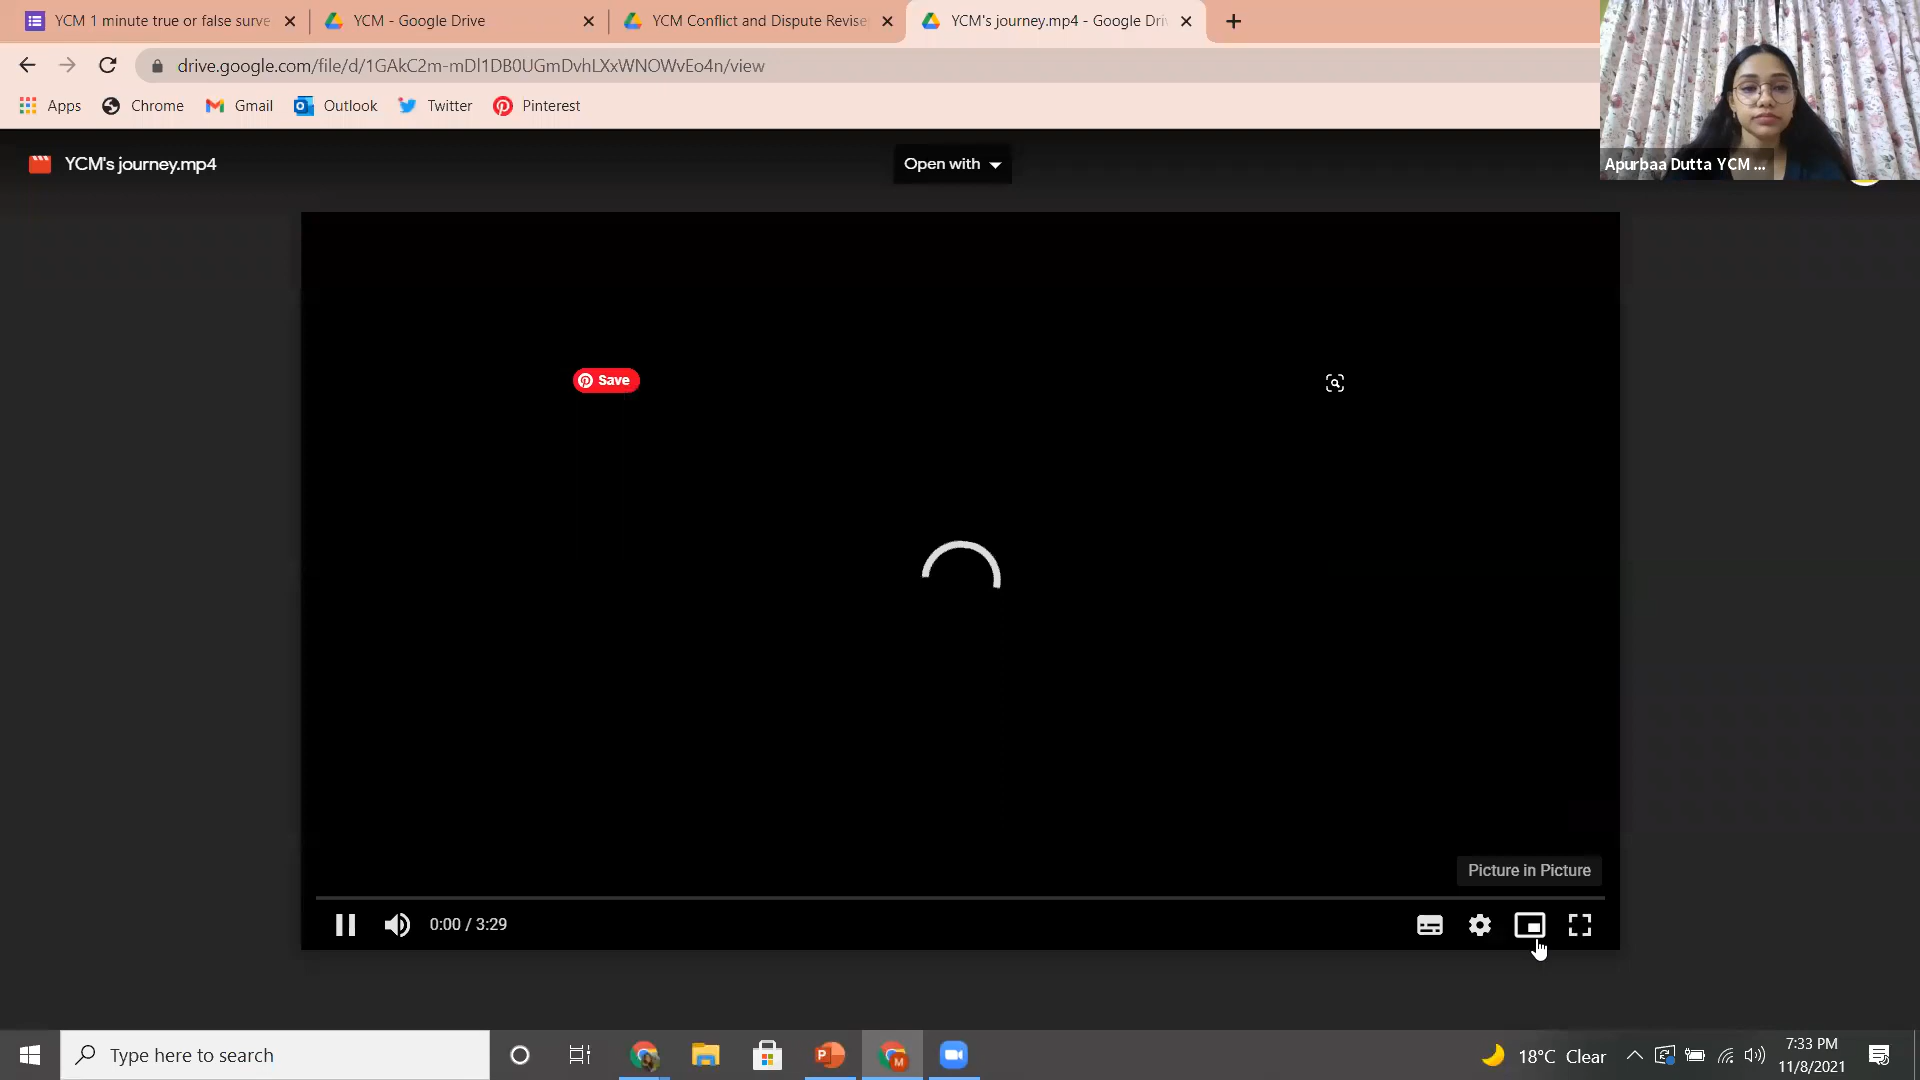 YCM 1 minute true or false surve
YCM - Google Drive
YCM Conflict and Dispute Revise
YCM's journey.mp4 - Google Dri
drive.google.com/file/d/1GAkC2m-mDl1DB0UGmDvhLXxWNOWvEo4n/view
Apps
Chrome
Gmail
Outlook
Twitter
Pinterest
YCM's journey.mp4
Open with
Apurbaa Dutta YCM ...
Save
Picture in Picture
0:00 / 3:29
Type here to search
18°C Clear
7:33 PM
11/8/2021